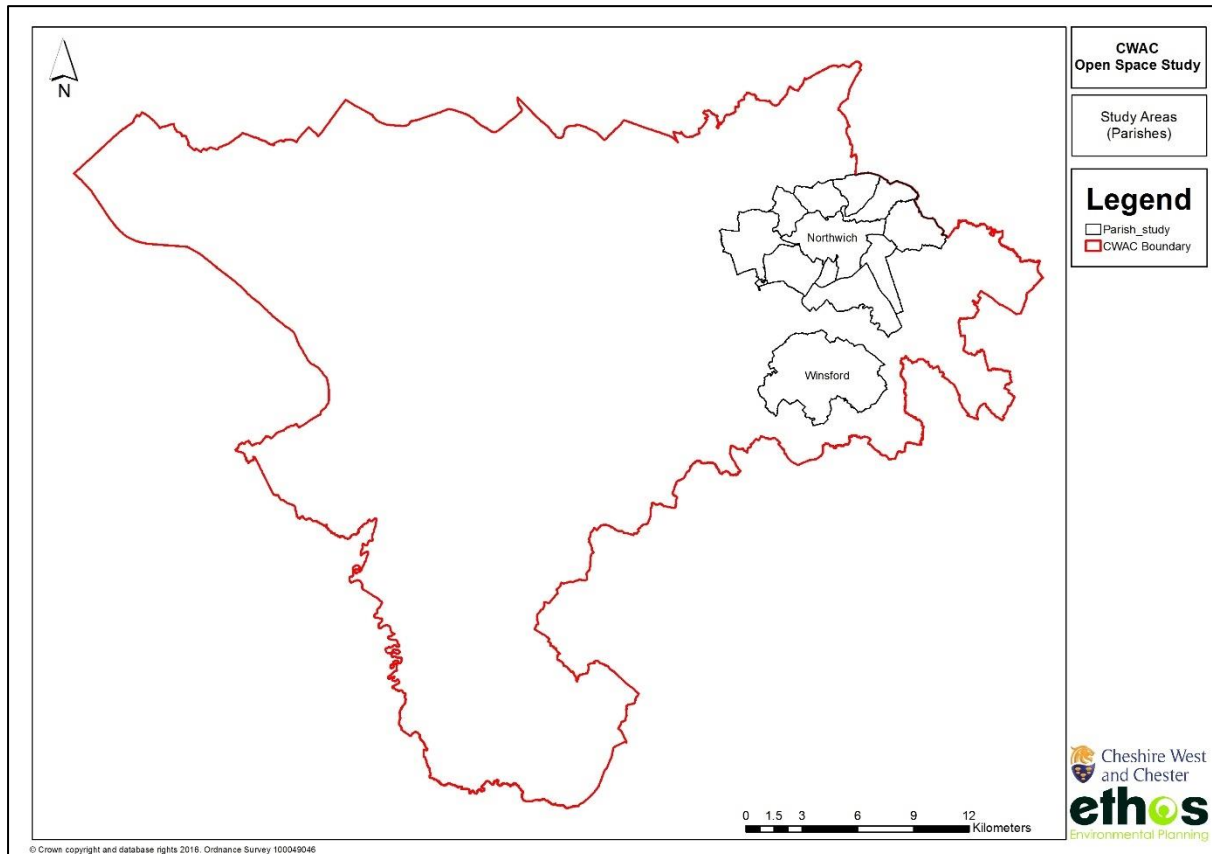 N
CWAC
Open Space Study
Study Areas
(Parishes)
Legend
Parish_study
CWAC Boundary
Northwich
Winsford
0 1.5 3 6 9 12
Kilometers
Cheshire West
and Chester
ethos
Environmental Planning
© Crown copyright and database rights 2016. Ordnance Survey 100049046